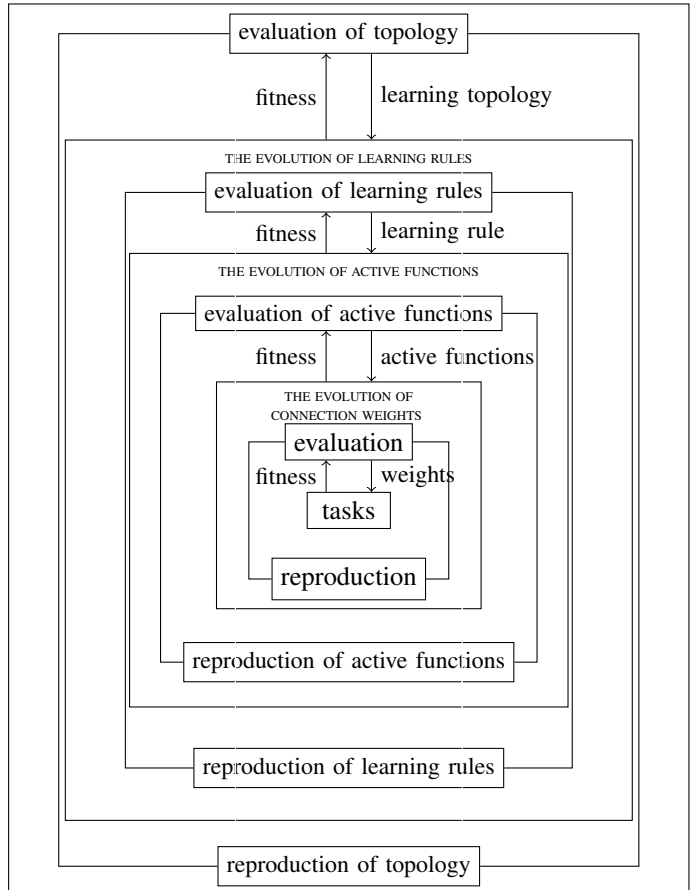 evaluation of topology
fitness
learning topology
THE EVOLUTION OF LEARNING RULES
evaluation of learning rules
fitness
learning rule
THE EVOLUTION OF ACTIVE FUNCTIONS
evaluation of active functions
fitness
active functions
THE EVOLUTION OF
CONNECTION WEIGHTS
evaluation
fitness
weights
tasks
reproduction
reproduction of active functions
reproduction of learning rules
reproduction of topology